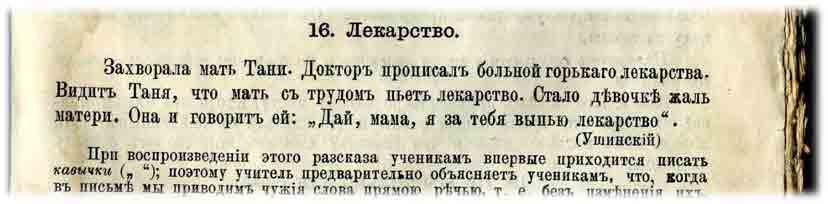 16. Лекарство.
Захворала мать Тани. Докторъ прописалъ больной горькаго лекарства.
Видитъ Таня, что мать съ трудомъ пьетъ лекарство. Стало дѣвочкѣ жаль
матери. Она и говоритъ ей: „Дай, мама, я за тебя выпью лекарство“.
(Ушинскій)
При воспроизведеніи этого разсказа ученикамъ впервые приходится писать
кавычки („ “); поэтому учитель предварительно объясняетъ ученикамъ, что, когда
въ письмѣ мы приводимъ чужія слова прямою рѣчью, т. е. безъ измѣненія ихъ